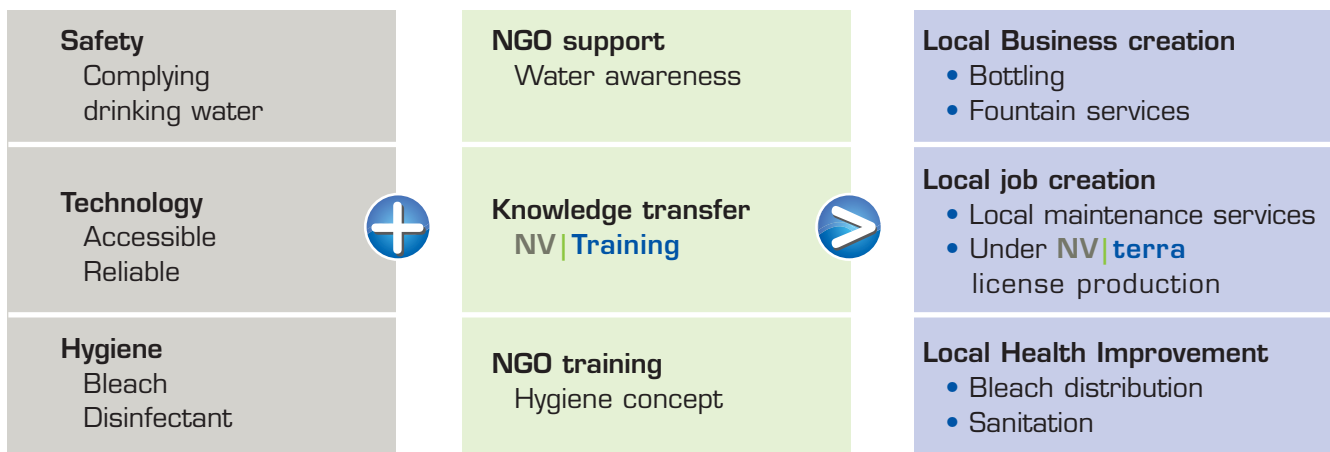 Safety
Complying
drinking water
Technology
Accessible
Reliable
Hygiene
Bleach
Disinfectant
+
NGO support
Water awareness
Knowledge transfer
NV|Training
NGO training
Hygiene concept
>
Local Business creation
• Bottling
• Fountain services
Local job creation
• Local maintenance services
• Under NV|terra
license production
Local Health Improvement
• Bleach distribution
• Sanitation